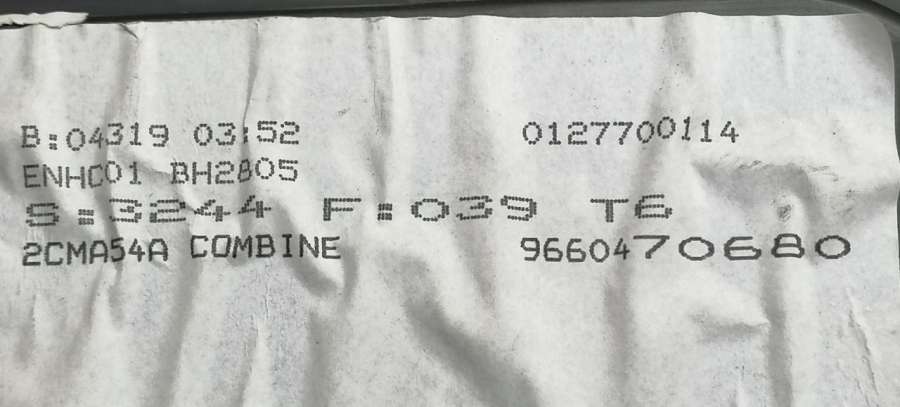 B:04319 03:52 0127700114
ENHC01 BH2805
S:3244 F:039 T6
2CMA54A COMBINE 9660470680